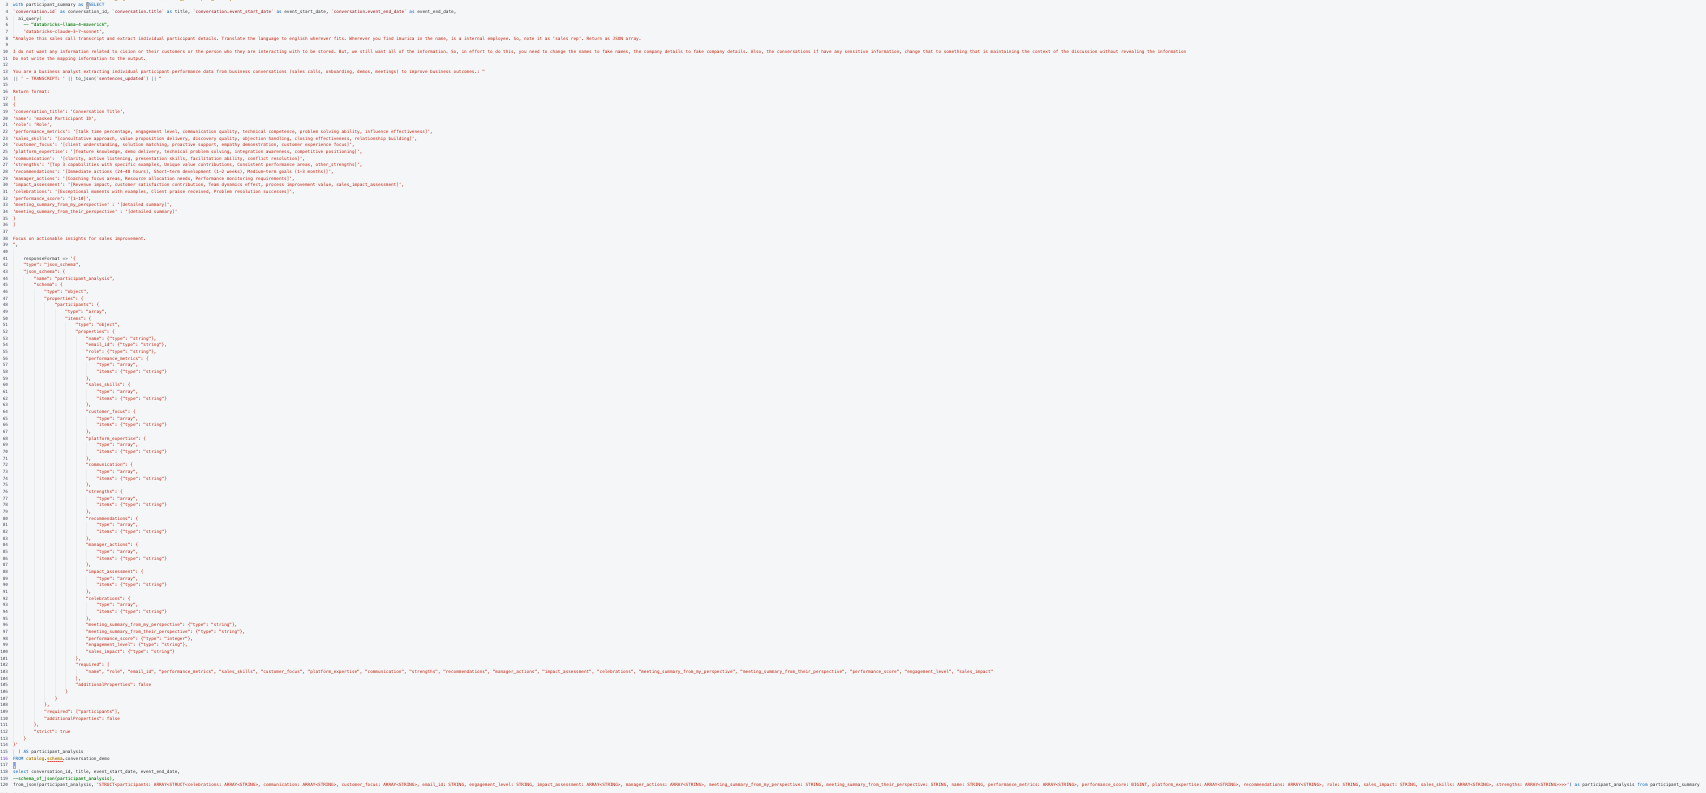 3 with participant_summary as (SELECT
4 `conversation.id` as conversation_id, `conversation.title` as title, `conversation.event_start_date` as event_start_date, `conversation.event_end_date` as event_end_date,
5 ai_query(
6 -- "databricks-llama-4-maverick",
7 'databricks-claude-3-7-sonnet',
8 "Analyze this sales call transcript and extract individual participant details. Translate the language to english wherever fits. Wherever you find in the name, is a internal employee. So, note it as 'sales rep'. Return as JSON array.
9
10 I do not want any information related to or their customers or the person who they are interacting with to be stored. But, we still want all of the information. So, in effort to do this, you need to change the names to fake names, the company details to fake company details. Also, the conversations if have any sensitive information, change that to something that is maintaining the context of the discussion without revealing the information
11 Do not write the mapping information to the output.
12
13 You are a business analyst extracting individual participant performance data from business conversations (sales calls, onboarding, demos, meetings) to improve business outcomes.: "
14 || ' - TRANSCRIPT: ' || to_json(`sentences_updated`) || "
15
16 Return format:
17 [
18 {
19 'conversation_title': 'Conversation Title',
20 'name': 'Masked Participant ID',
21 'role': 'Role',
22 'performance_metrics': '[Talk time percentage, engagement level, communication quality, technical competence, problem solving ability, influence effectiveness]',
23 'sales_skills': '[consultative approach, value proposition delivery, discovery quality, objection handling, closing effectiveness, relationship building]',
24 'customer_focus': '[client understanding, solution matching, proactive support, empathy demonstration, customer experience focus]',
25 'platform_expertise': '[feature knowledge, demo delivery, technical problem solving, integration awareness, competitive positioning]',
26 'communication': '[clarity, active listening, presentation skills, facilitation ability, conflict resolution]',
27 'strengths': '[Top 3 capabilities with specific examples, Unique value contributions, Consistent performance areas, other_strengths]',
28 'recommendations': '[Immediate actions (24-48 hours), Short-term development (1-2 weeks), Medium-term goals (1-3 months)]',
29 'manager_actions': '[Coaching focus areas, Resource allocation needs, Performance monitoring requirements]',
30 'impact_assessment': '[Revenue impact, customer satisfaction contribution, Team dynamics effect, process improvement value, sales_impact_assessment]',
31 'celebrations': '[Exceptional moments with examples, Client praise received, Problem resolution successes]',
32 'performance_score': '[1-10]',
33 'meeting_summary_from_my_perspective' : '[detailed summary]',
34 'meeting_summary_from_their_perspective' : '[detailed summary]'
35 }
36 ]
37
38 Focus on actionable insights for sales improvement.
39 ",
40
41 responseFormat => '{
42 "type": "json_schema",
43 "json_schema": {
44 "name": "participant_analysis",
45 "schema": {
46 "type": "object",
47 "properties": {
48 "participants": {
49 "type": "array",
50 "items": {
51 "type": "object",
52 "properties": {
53 "name": {"type": "string"},
54 "email_id": {"type": "string"},
55 "role": {"type": "string"},
56 "performance_metrics": {
57 "type": "array",
58 "items": {"type": "string"}
59 },
60 "sales_skills": {
61 "type": "array",
62 "items": {"type": "string"}
63 },
64 "customer_focus": {
65 "type": "array",
66 "items": {"type": "string"}
67 },
68 "platform_expertise": {
69 "type": "array",
70 "items": {"type": "string"}
71 },
72 "communication": {
73 "type": "array",
74 "items": {"type": "string"}
75 },
76 "strengths": {
77 "type": "array",
78 "items": {"type": "string"}
79 },
80 "recommendations": {
81 "type": "array",
82 "items": {"type": "string"}
83 },
84 "manager_actions": {
85 "type": "array",
86 "items": {"type": "string"}
87 },
88 "impact_assessment": {
89 "type": "array",
90 "items": {"type": "string"}
91 },
92 "celebrations": {
93 "type": "array",
94 "items": {"type": "string"}
95 },
96 "meeting_summary_from_my_perspective": {"type": "string"},
97 "meeting_summary_from_their_perspective": {"type": "string"},
98 "performance_score": {"type": "integer"},
99 "engagement_level": {"type": "string"},
100 "sales_impact": {"type": "string"}
101 },
102 "required": [
103 "name", "role", "email_id", "performance_metrics", "sales_skills", "customer_focus", "platform_expertise", "communication", "strengths", "recommendations", "manager_actions", "impact_assessment", "celebrations", "meeting_summary_from_my_perspective", "meeting_summary_from_their_perspective", "performance_score", "engagement_level", "sales_impact"
104 ],
105 "additionalProperties": false
106 }
107 }
108 },
109 "required": ["participants"],
110 "additionalProperties": false
111 },
112 "strict": true
113 }
114 }'
115 ) AS participant_analysis
116 FROM catalog.schema.conversation_demo
117 )
118 select conversation_id, title, event_start_date, event_end_date,
119 --schema_of_json(participant_analysis),
120 from_json(participant_analysis, 'STRUCT<participants: ARRAY<STRUCT<celebrations: ARRAY<STRING>, communication: ARRAY<STRING>, customer_focus: ARRAY<STRING>, email_id: STRING, engagement_level: STRING, impact_assessment: ARRAY<STRING>, manager_actions: ARRAY<STRING>, meeting_summary_from_my_perspective: STRING, meeting_summary_from_their_perspective: STRING, name: STRING, performance_metrics: ARRAY<STRING>, performance_score: BIGINT, platform_expertise: ARRAY<STRING>, recommendations: ARRAY<STRING>, role: STRING, sales_impact: STRING, sales_skills: ARRAY<STRING>, strengths: ARRAY<STRING>>>>') as participant_analysis from participant_summary